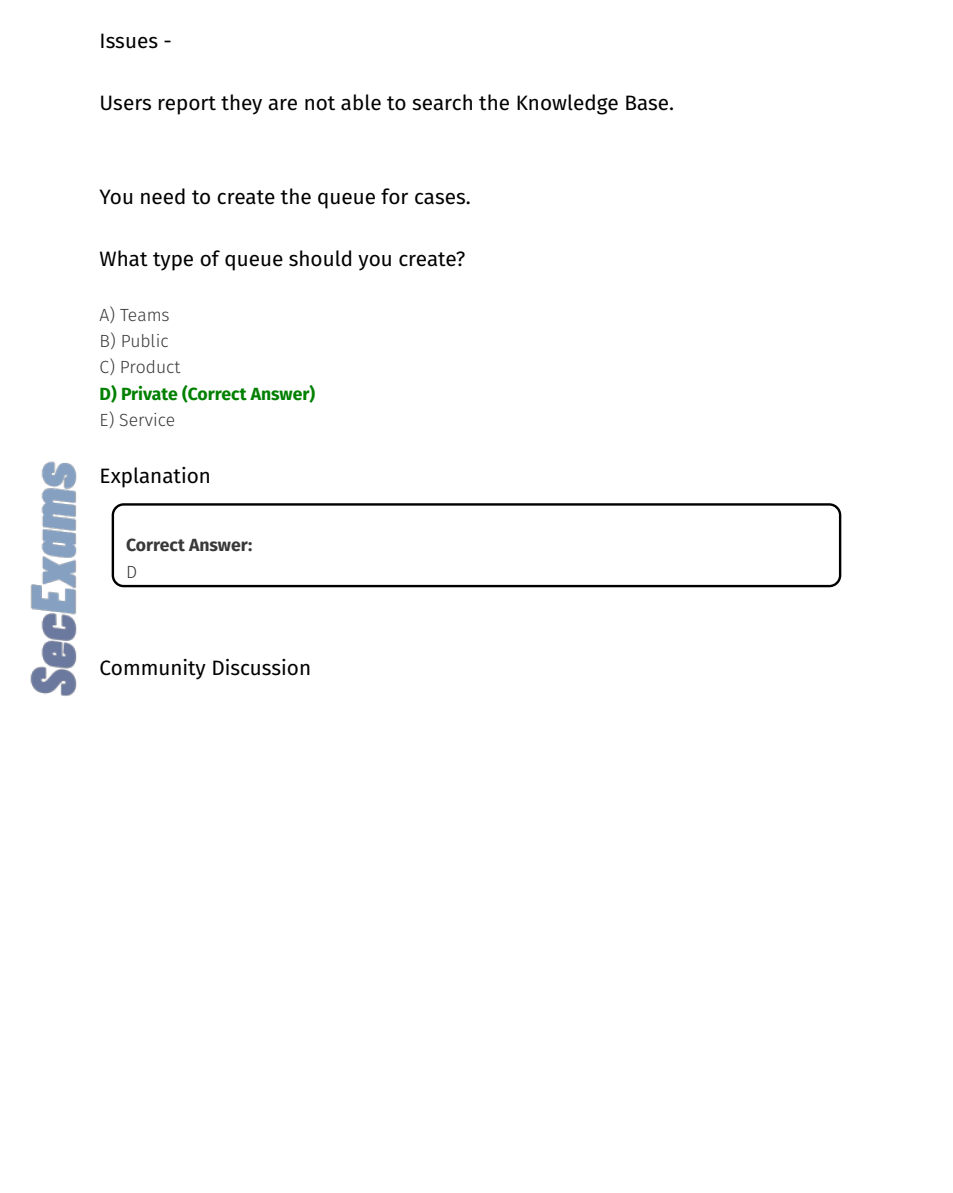 Issues -
Users report they are not able to search the Knowledge Base.
You need to create the queue for cases.
What type of queue should you create?
A) Teams
B) Public
C) Product
D) Private (Correct Answer)
E) Service
SecExams
Explanation
Correct Answer:
D
Community Discussion